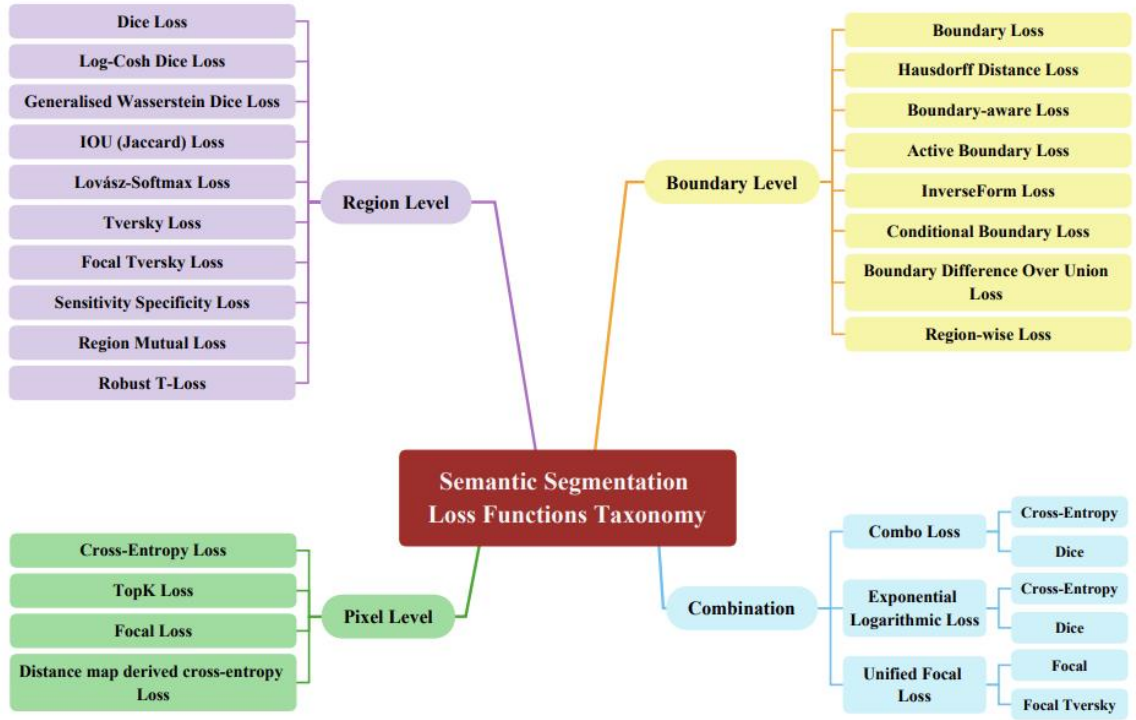 Dice Loss
Log-Cosh Dice Loss
Generalised Wasserstein Dice Loss
IOU (Jaccard) Loss
Lovász-Softmax Loss
Tversky Loss
Focal Tversky Loss
Sensitivity Specificity Loss
Region Mutual Loss
Robust T-Loss
Region Level
Boundary Level
Boundary Loss
Hausdorff Distance Loss
Boundary-aware Loss
Active Boundary Loss
InverseForm Loss
Conditional Boundary Loss
Boundary Difference Over Union
Loss
Region-wise Loss
Semantic Segmentation
Loss Functions Taxonomy
Cross-Entropy Loss
TopK Loss
Focal Loss
Distance map derived cross-entropy
Loss
Pixel Level
Combination
Combo Loss
Cross-Entropy
Dice
Exponential
Logarithmic Loss
Cross-Entropy
Dice
Unified Focal
Loss
Focal
Focal Tversky